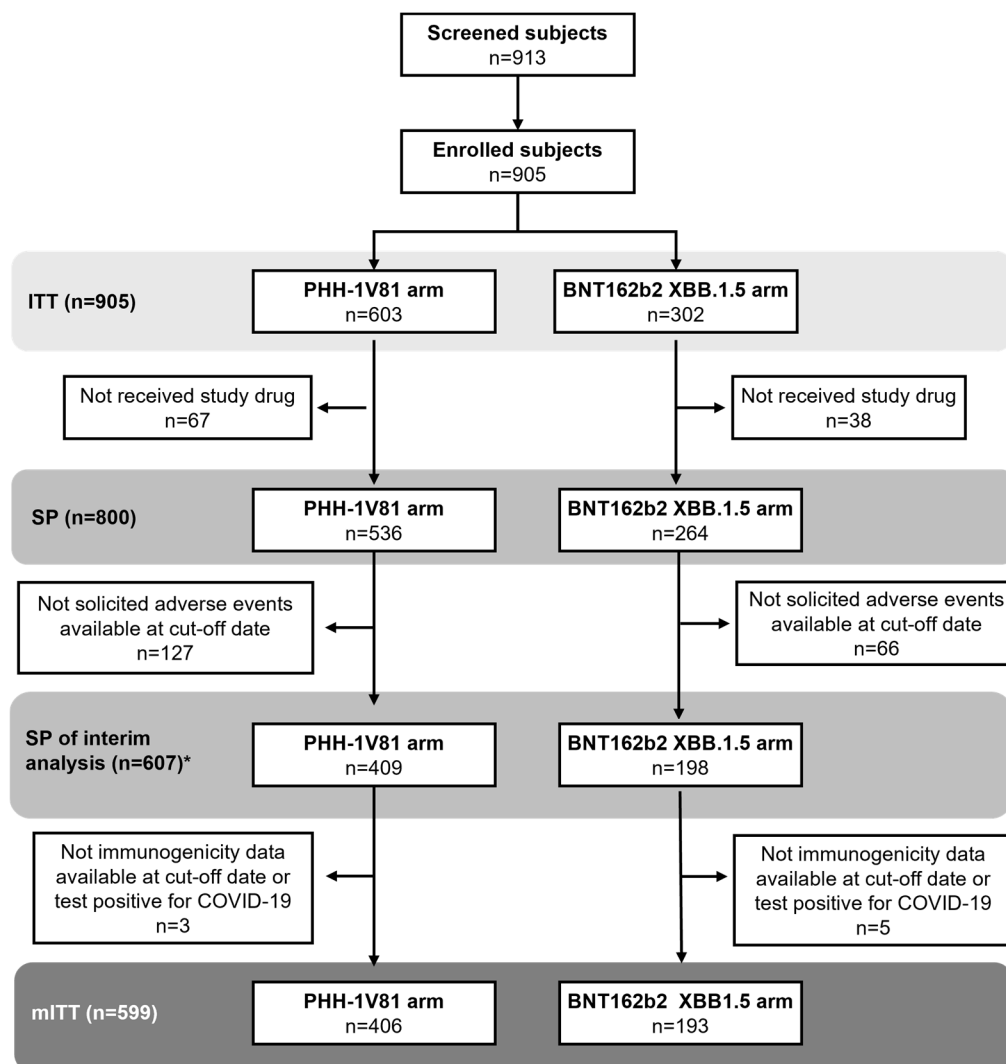 Screened subjects
n=913
Enrolled subjects
n=905
ITT (n=905)
PHH-1V81 arm
n=603
BNT162b2 XBB.1.5 arm
n=302
Not received study drug
n=67
Not received study drug
n=38
SP (n=800)
PHH-1V81 arm
n=536
BNT162b2 XBB.1.5 arm
n=264
Not solicited adverse events
available at cut-off date
n=127
Not solicited adverse events
available at cut-off date
n=66
SP of interim
analysis (n=607)*
PHH-1V81 arm
n=409
BNT162b2 XBB.1.5 arm
n=198
Not immunogenicity data
available at cut-off date or
test positive for COVID-19
n=3
Not immunogenicity data
available at cut-off date or
test positive for COVID-19
n=5
mITT (n=599)
PHH-1V81 arm
n=406
BNT162b2  XBB1.5 arm
n=193